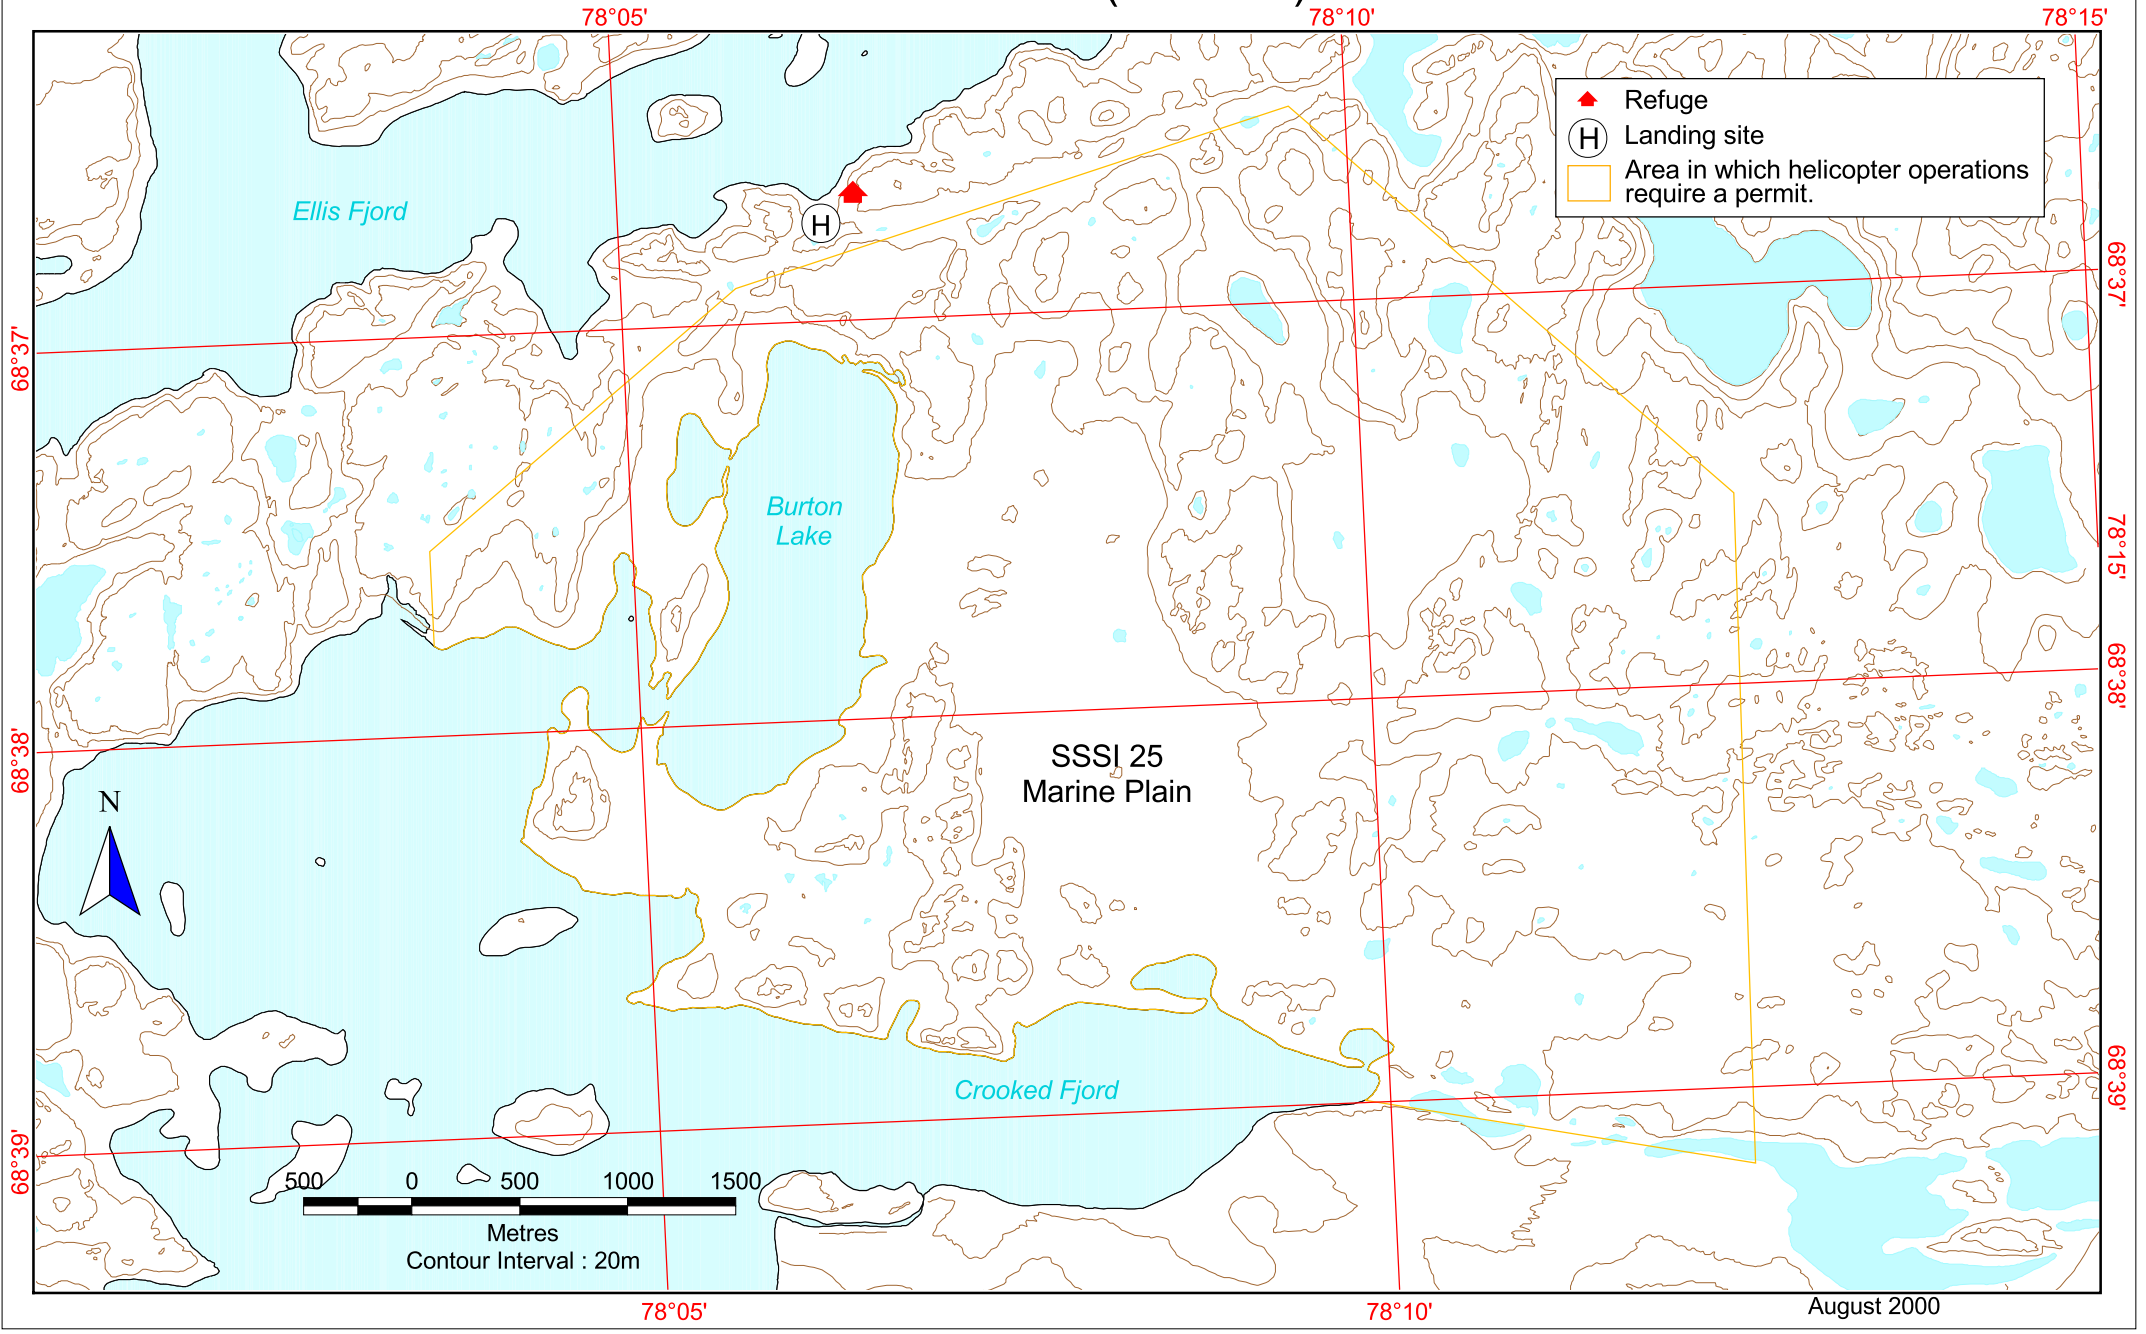 78°05'
78°10'
78°15'
Refuge
H
Landing site
Area in which helicopter operations
require a permit.
Ellis Fjord
H
68°37'
68°37'
Burton
Lake
78°15'
68°38'
68°38'
SSSI 25
Marine Plain
N
Crooked Fjord
68°39'
68°39'
500 0 500 1000 1500
Metres
Contour Interval : 20m
78°05'
78°10'
August 2000